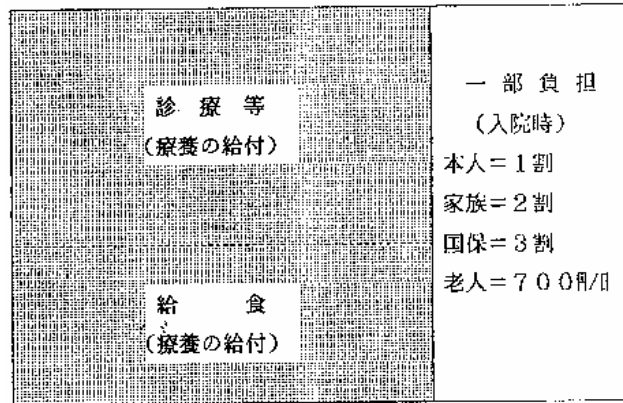 診療等
(療養の給付)
給食
(療養の給付)
一部負担
(入院時)
本人=1割
家族=2割
国保=3割
老人=700円/日